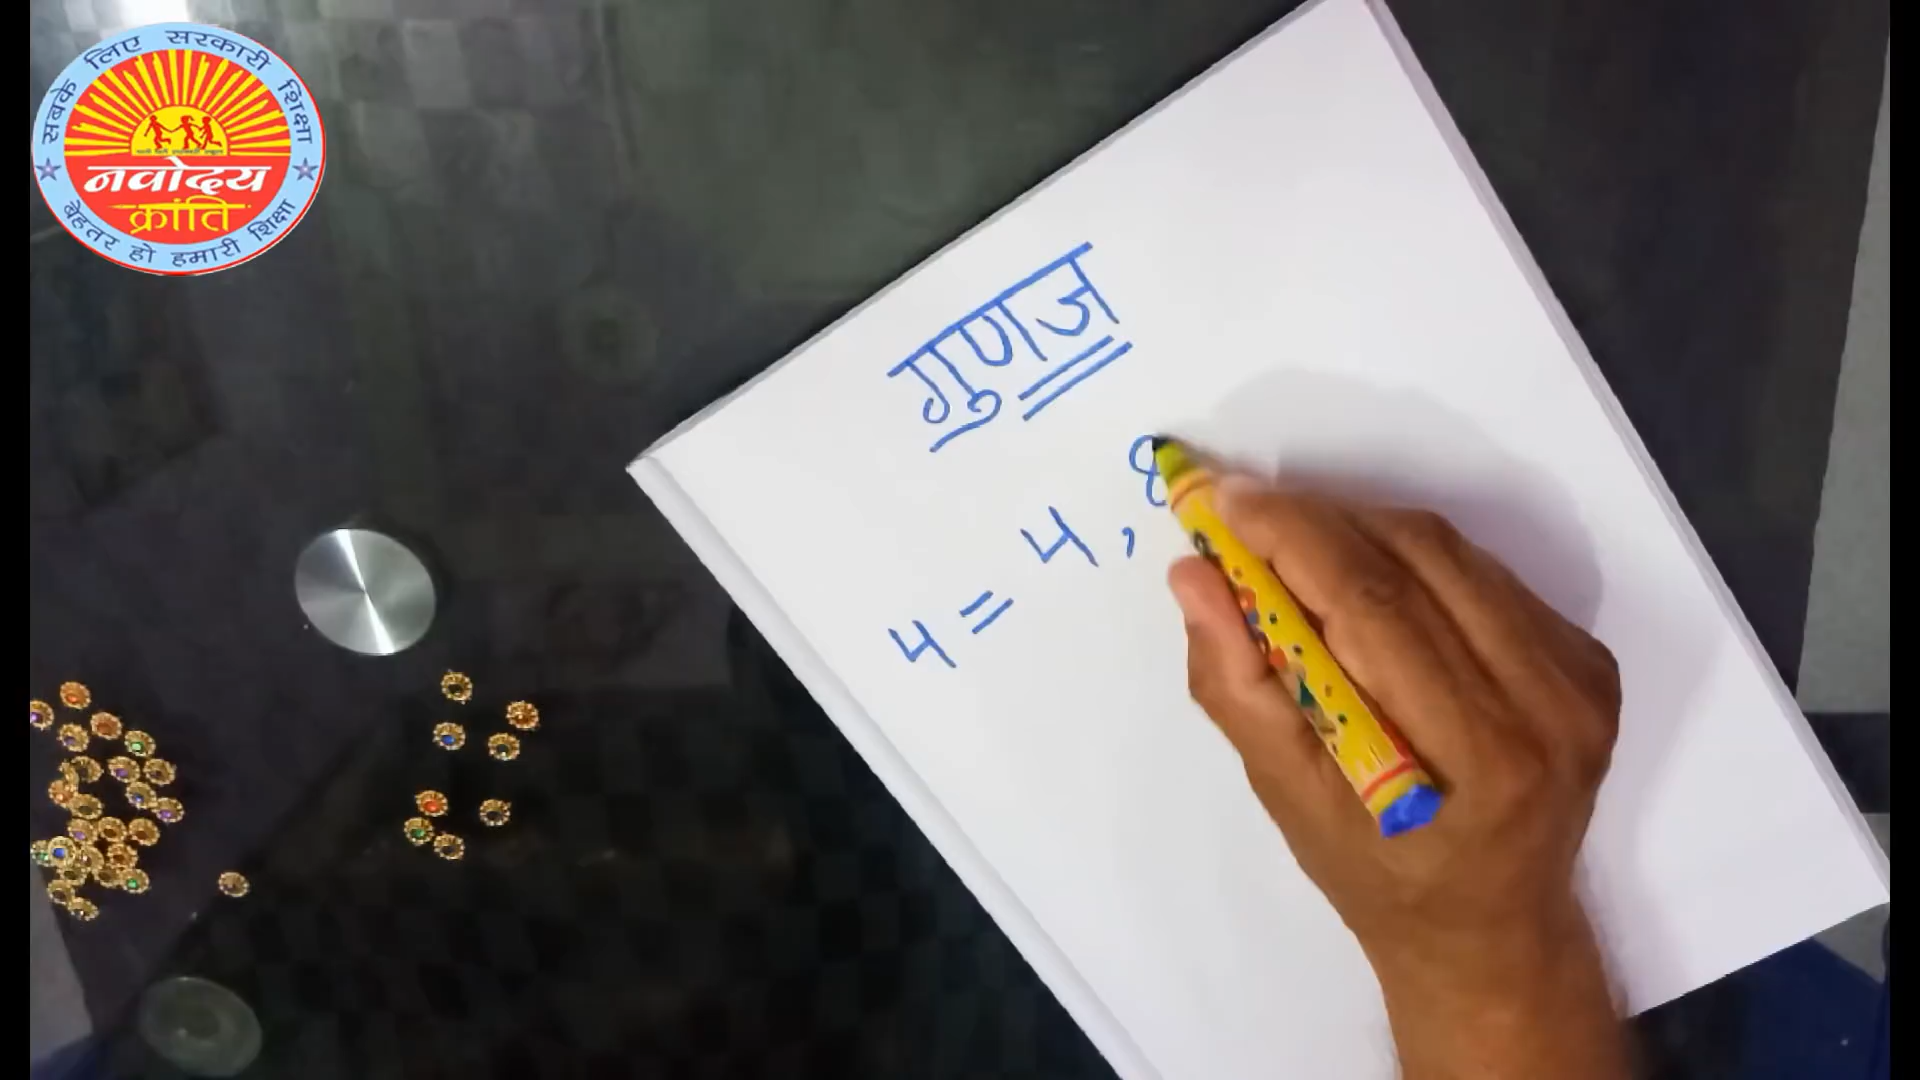 सबके लिए सरकारी शिक्षा
नवोदय
क्रांति
बेहतर हो हमारी शिक्षा
गुणज
4 = 4, 8